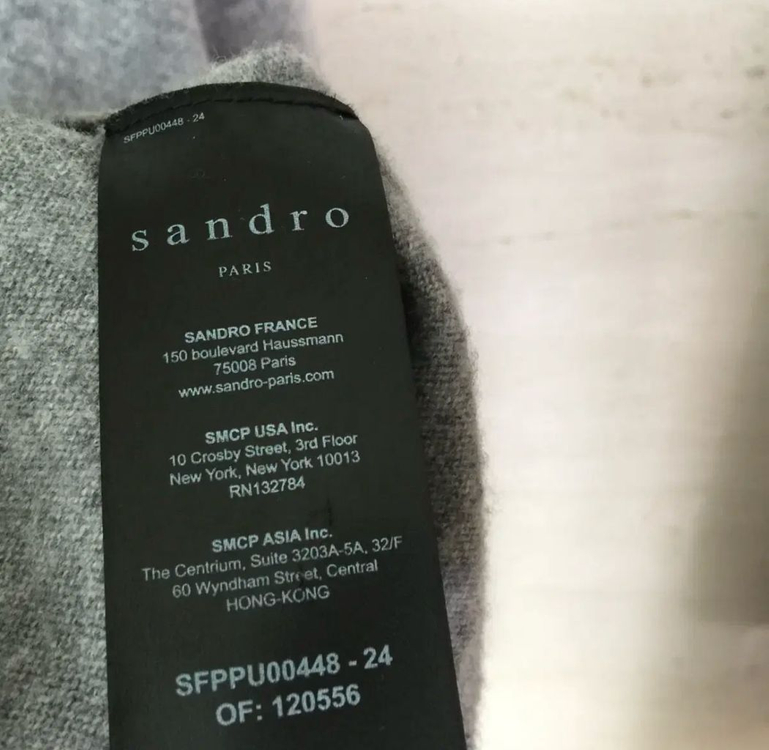 SFPPU00448 - 24
sandro
PARIS
SANDRO FRANCE
150 boulevard Haussmann
75008 Paris
www.sandro-paris.com
SMCP USA Inc.
10 Crosby Street, 3rd Floor
New York, New York 10013
RN132784
SMCP ASIA Inc.
The Centrium, Suite 3203A-5A, 32/F
60 Wyndham Street, Central
HONG-KONG
SFPPU00448 - 24
OF: 120556